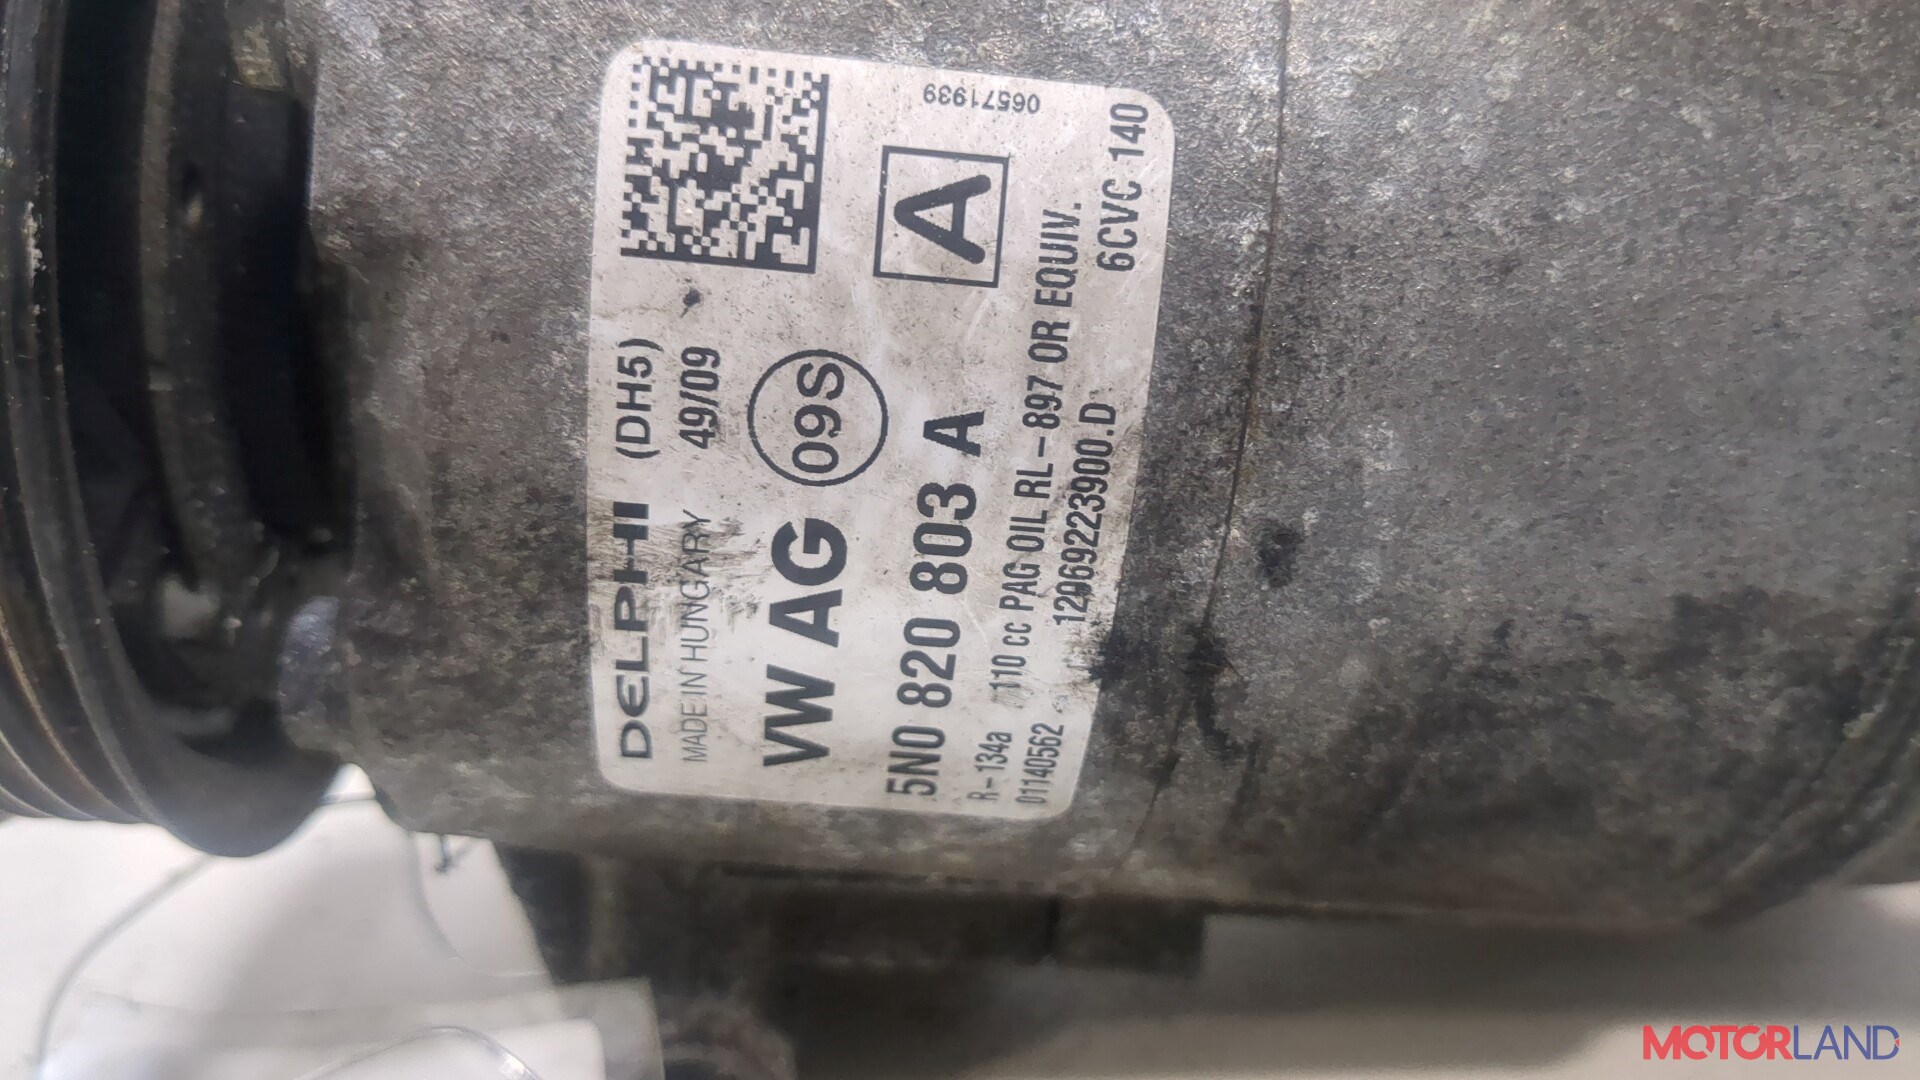 DELPHI (DH5)
MADE IN HUNGARY 49/09
VW AG 09S
5N0 820 803 A A
06571939
R-134a 110 cc PAG OIL RL-897 OR EQUIV.
01140562 12969223900.D 6CVC 140
MOTORLAND